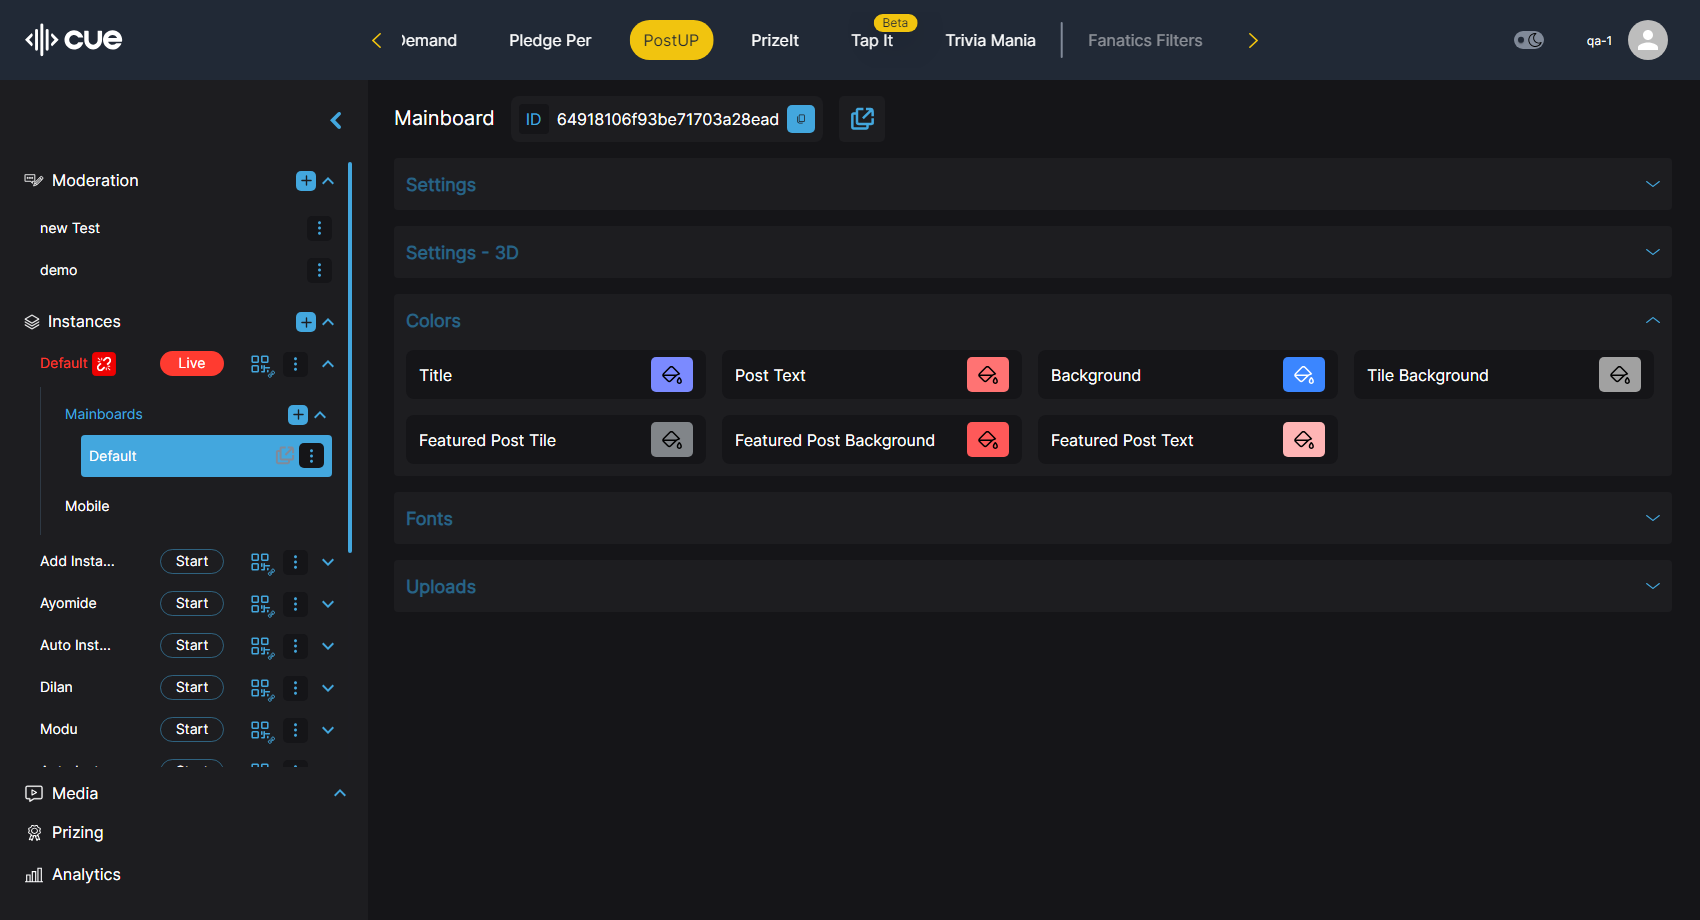 cue
Demand
Pledge Per
PostUP
PrizeIt
Beta
Tap It
Trivia Mania
Fanatics Filters
qa-1
Moderation
new Test
demo
Instances
Default
Live
Mainboards
Default
Mobile
Add Insta...
Start
Ayomide
Start
Auto Inst...
Start
Dilan
Start
Modu
Start
Media
Prizing
Analytics
Mainboard
ID
64918106f93be71703a28ead
Settings
Settings - 3D
Colors
Title
Post Text
Background
Tile Background
Featured Post Tile
Featured Post Background
Featured Post Text
Fonts
Uploads